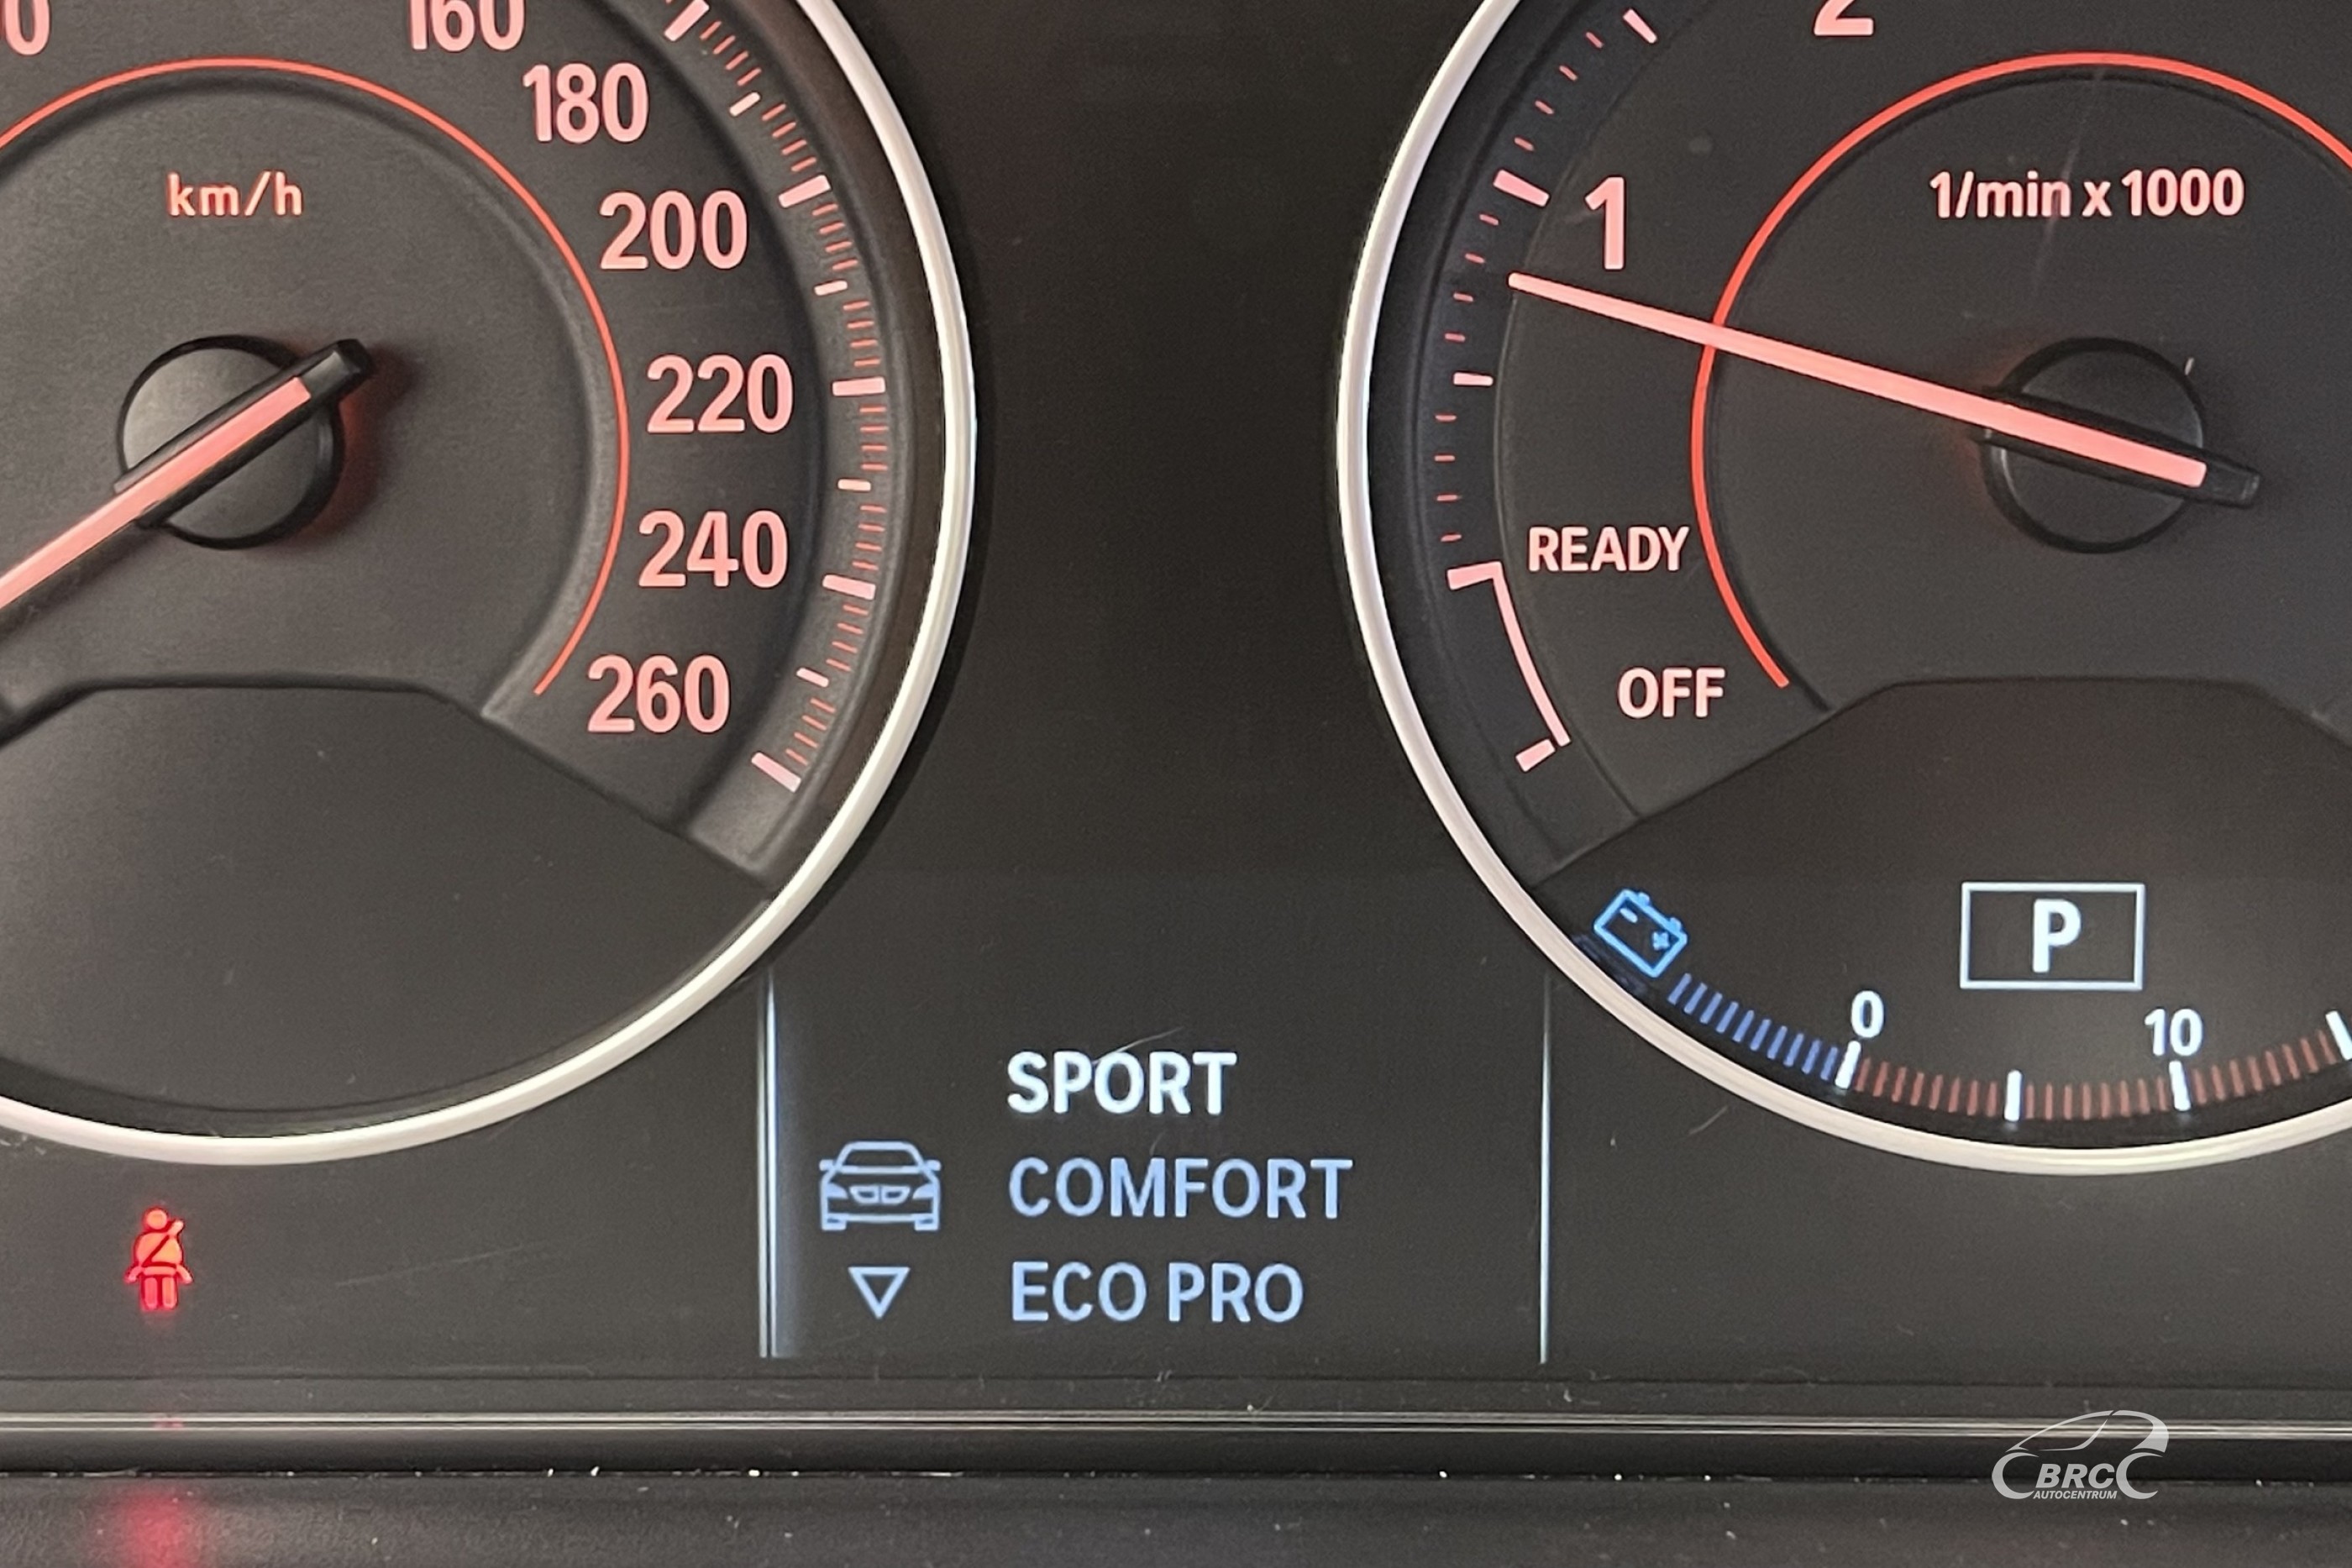 160
180
200
220
240
260
km/h
1
2
1/min x 1000
READY
OFF
P
0
10
SPORT
COMFORT
ECO PRO
BRC
AUTOCENTRUM